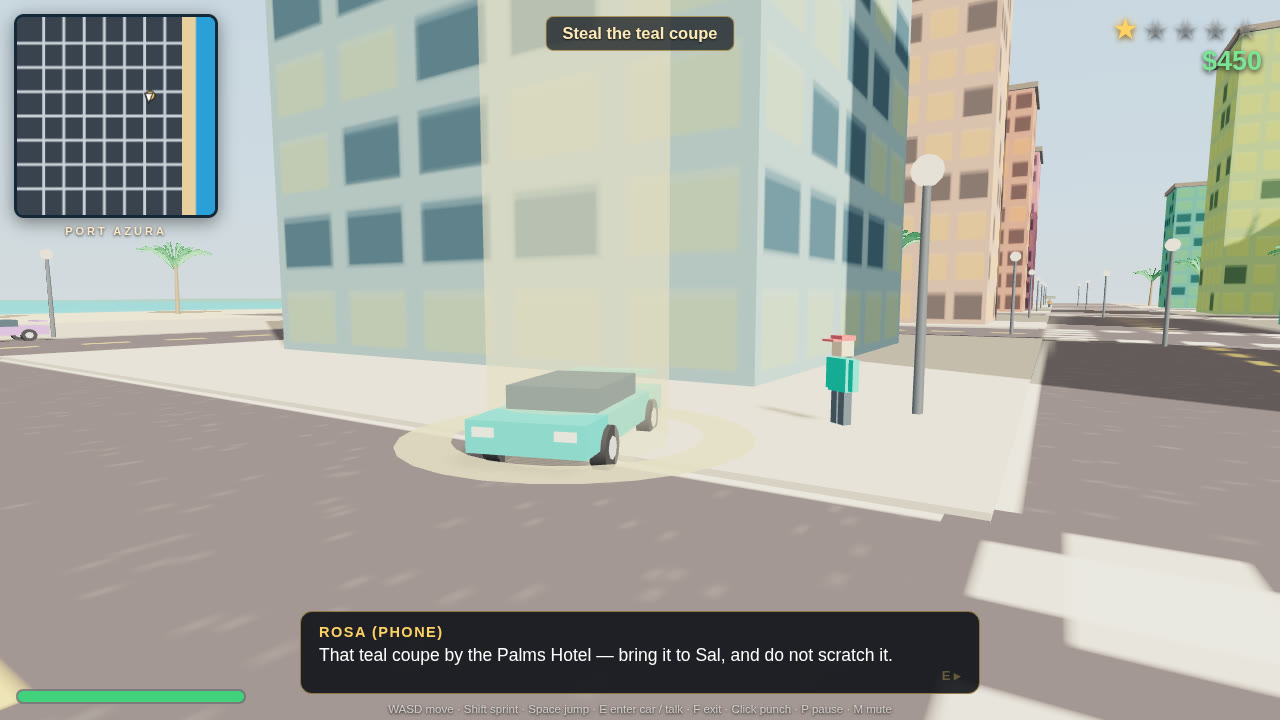 Steal the teal coupe
$450
PORT AZURA
ROSA (PHONE)
That teal coupe by the Palms Hotel — bring it to Sal, and do not scratch it.
E ▸
WASD move · Shift sprint · Space jump · E enter car / talk · F exit · Click punch · P pause · M mute